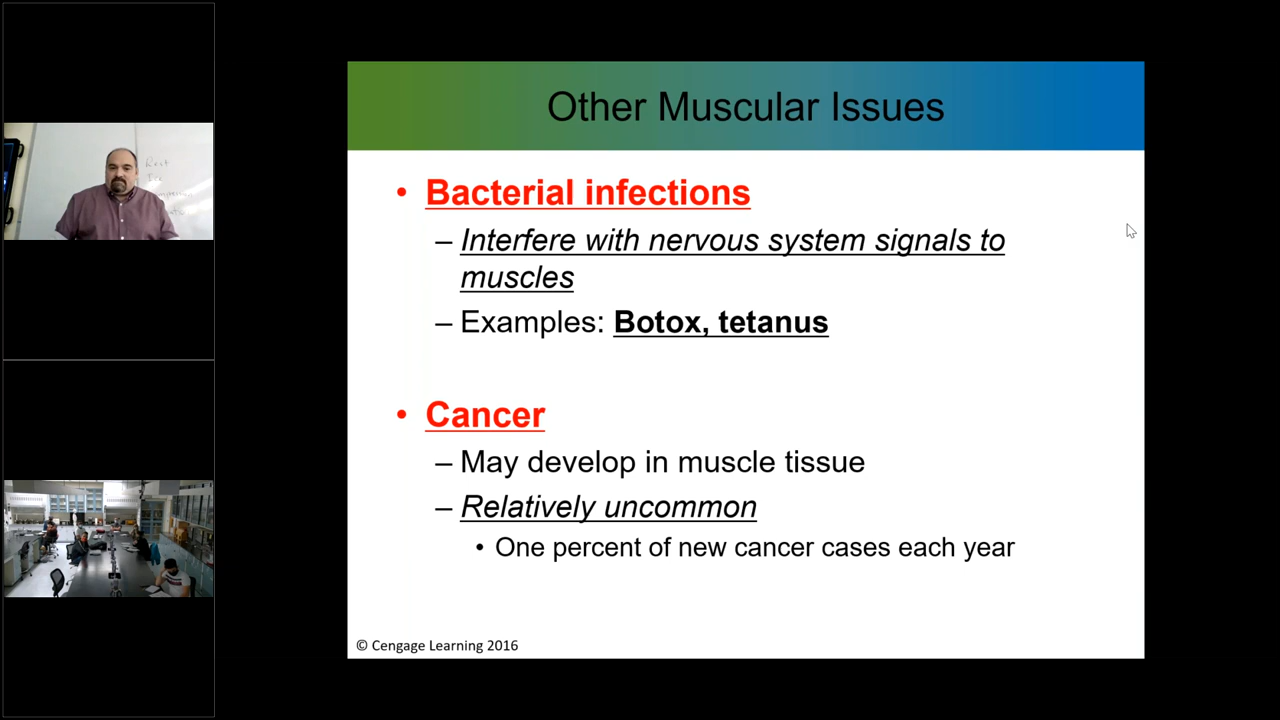 Other Muscular Issues
• Bacterial infections
– Interfere with nervous system signals to
muscles
– Examples: Botox, tetanus
• Cancer
– May develop in muscle tissue
– Relatively uncommon
• One percent of new cancer cases each year
© Cengage Learning 2016